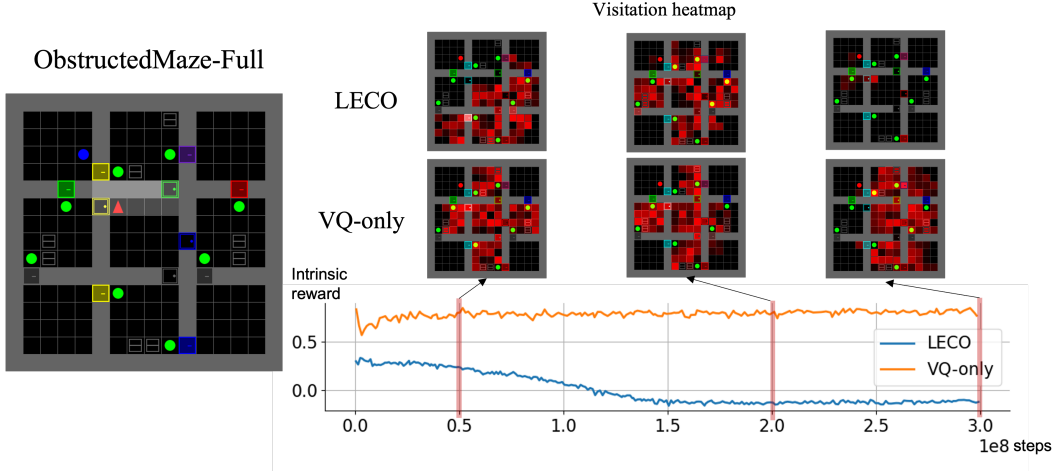 Visitation heatmap
ObstructedMaze-Full
LECO
VQ-only
Intrinsic
reward
0.5
0.0
LECO
VQ-only
0.0 0.5 1.0 1.5 2.0 2.5 3.0
1e8 steps